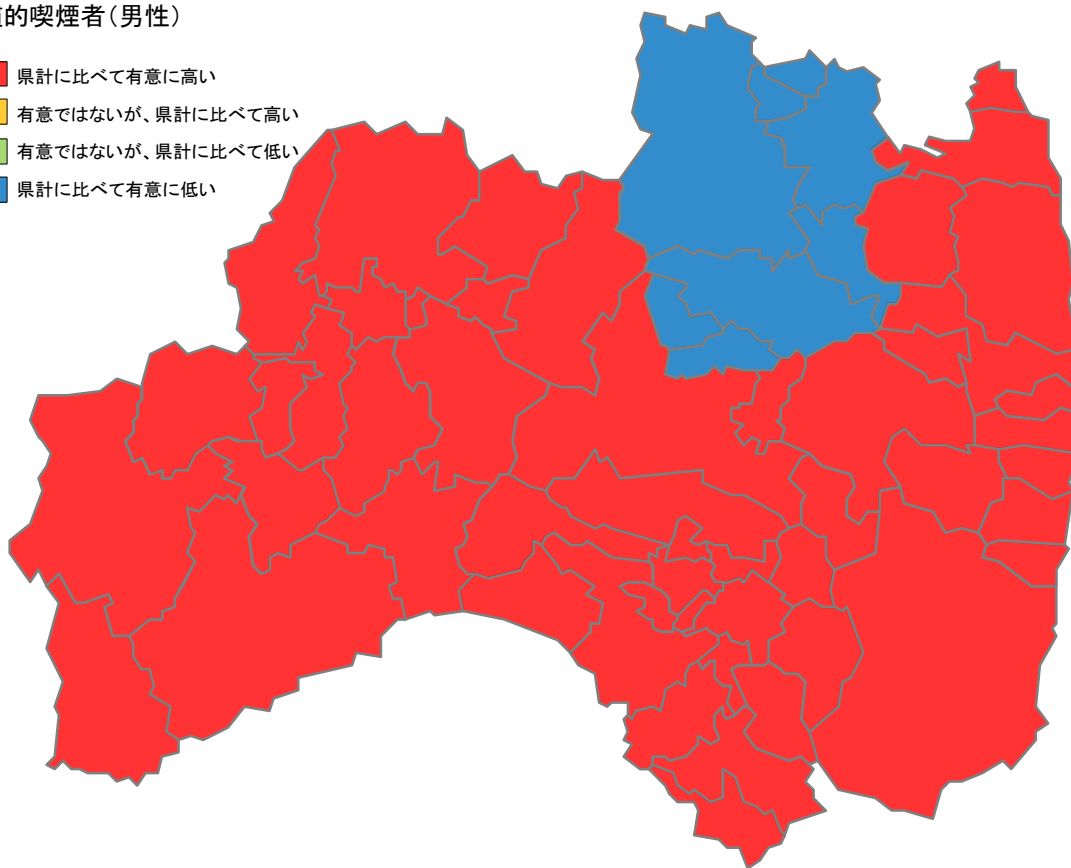 的喫煙者(男性)
県計に比べて有意に高い
有意ではないが、県計に比べて高い
有意ではないが、県計に比べて低い
県計に比べて有意に低い